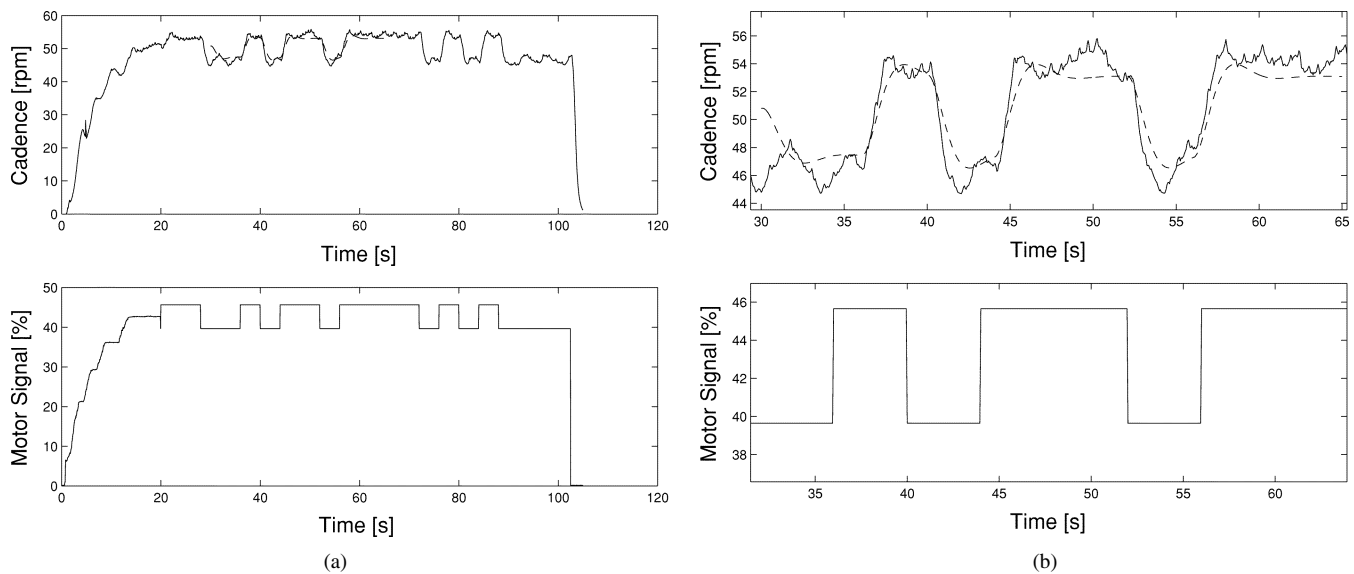 60
50
40
30
20
10
0
Cadence [rpm]
0 20 40 60 80 100 120
Time [s]
50
40
30
20
10
0
Motor Signal [%]
0 20 40 60 80 100 120
Time [s]
(a)
56
54
52
50
48
46
44
Cadence [rpm]
30 35 40 45 50 55 60 65
Time [s]
46
44
42
40
38
Motor Signal [%]
35 40 45 50 55 60
Time [s]
(b)